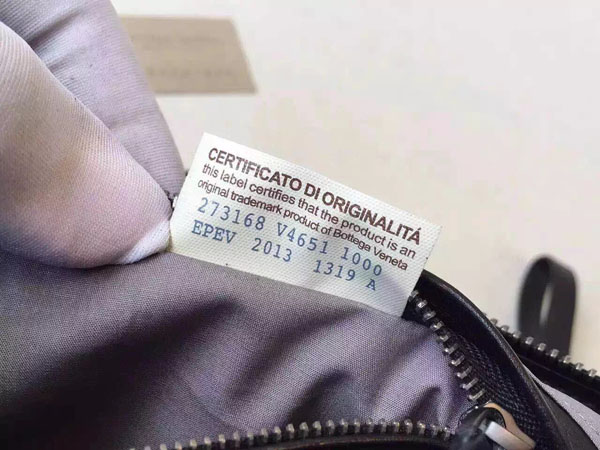 CERTIFICATO DI ORIGINALITÁ
this label certifies that the product is an
original trademark product of Bottega Veneta
273168 V4651 1000
EPEV 2013 1319 A